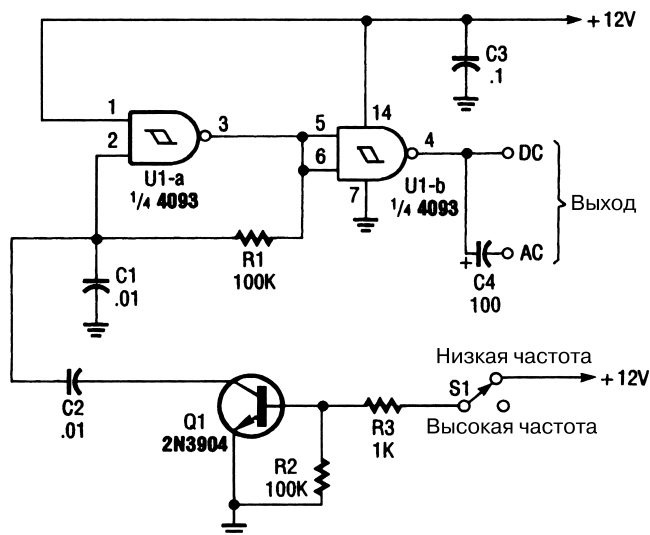 +12V
C3
.1
1
2
3
5
6
14
4
7
U1-a
1/4 4093
U1-b
1/4 4093
DC
Выход
AC
+
C4
100
R1
100K
C1
.01
C2
.01
Q1
2N3904
R2
100K
R3
1K
S1
Низкая частота
+12V
Высокая частота